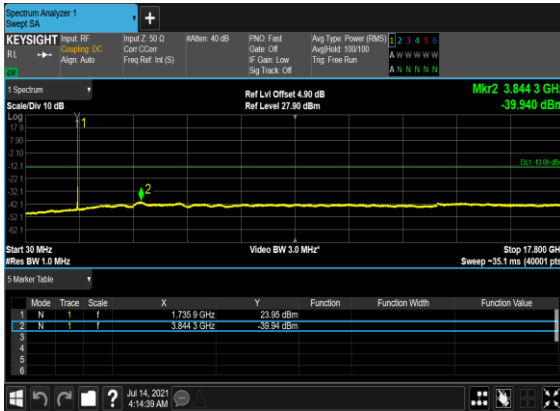 Spectrum Analyzer 1
Swept SA
+
KEYSIGHT Input: RF Input Z: 50 Ω #Atten: 40 dB PNO: Fast Avg Type: Power (RMS) 1 2 3 4 5 6
RL Coupling: DC Corr CCorr Gate: Off Avg|Hold: 100/100 A W W W W W
Align: Auto Freq Ref: Int (S) IF Gain: Low Trig: Free Run
Sig Track: Off A N N N N N
1 Spectrum Ref Lvl Offset 4.90 dB Mkr2 3.844 3 GHz
Scale/Div 10 dB Ref Level 27.90 dBm -39.940 dBm
Log
17.9
7.90
-2.10
-12.1
-22.1
-32.1
-42.1
-52.1
-62.1
1
2
DL1 -13.00 dBm
Start 30 MHz Video BW 3.0 MHz* Stop 17.800 GHz
#Res BW 1.0 MHz Sweep ~35.1 ms (40001 pts)
5 Marker Table
Mode Trace Scale X Y Function Function Width Function Value
1 N 1 f 1.735 9 GHz 23.95 dBm
2 N 1 f 3.844 3 GHz -39.94 dBm
3
4
5
6
? Jul 14, 2021
4:14:39 AM